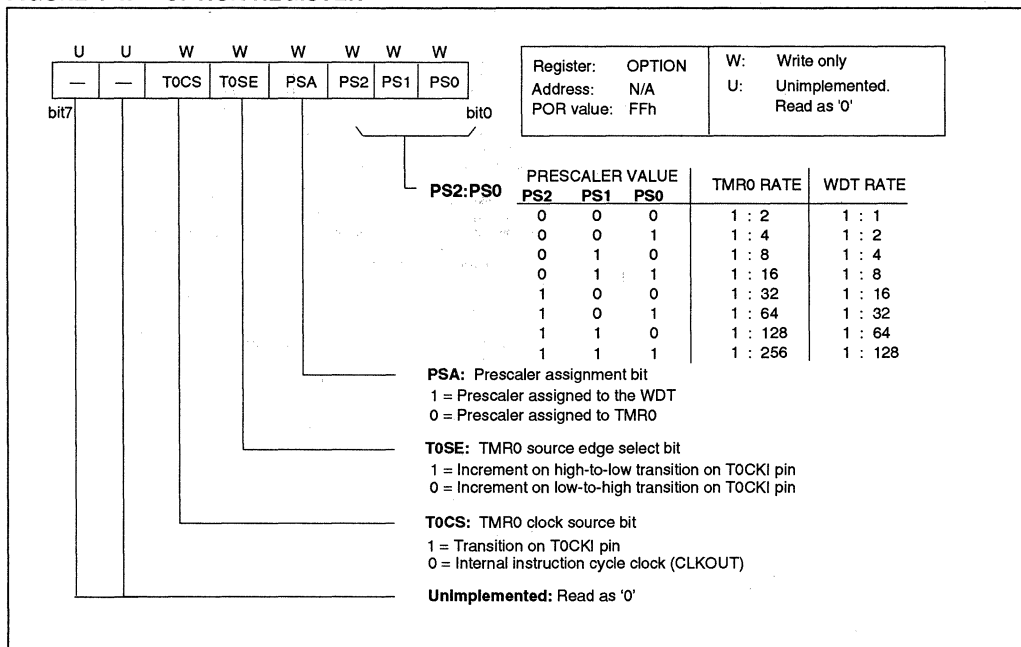 U U W W W W W W
— — T0CS T0SE PSA PS2 PS1 PS0
bit7 bit0
Register: OPTION
Address: N/A
POR value: FFh
W: Write only
U: Unimplemented.
Read as '0'
PS2:PS0
PRESCALER VALUE TMR0 RATE WDT RATE
PS2 PS1 PS0
0 0 0 1 : 2 1 : 1
0 0 1 1 : 4 1 : 2
0 1 0 1 : 8 1 : 4
0 1 1 1 : 16 1 : 8
1 0 0 1 : 32 1 : 16
1 0 1 1 : 64 1 : 32
1 1 0 1 : 128 1 : 64
1 1 1 1 : 256 1 : 128
PSA: Prescaler assignment bit
1 = Prescaler assigned to the WDT
0 = Prescaler assigned to TMR0
T0SE: TMR0 source edge select bit
1 = Increment on high-to-low transition on T0CKI pin
0 = Increment on low-to-high transition on T0CKI pin
T0CS: TMR0 clock source bit
1 = Transition on T0CKI pin
0 = Internal instruction cycle clock (CLKOUT)
Unimplemented: Read as '0'